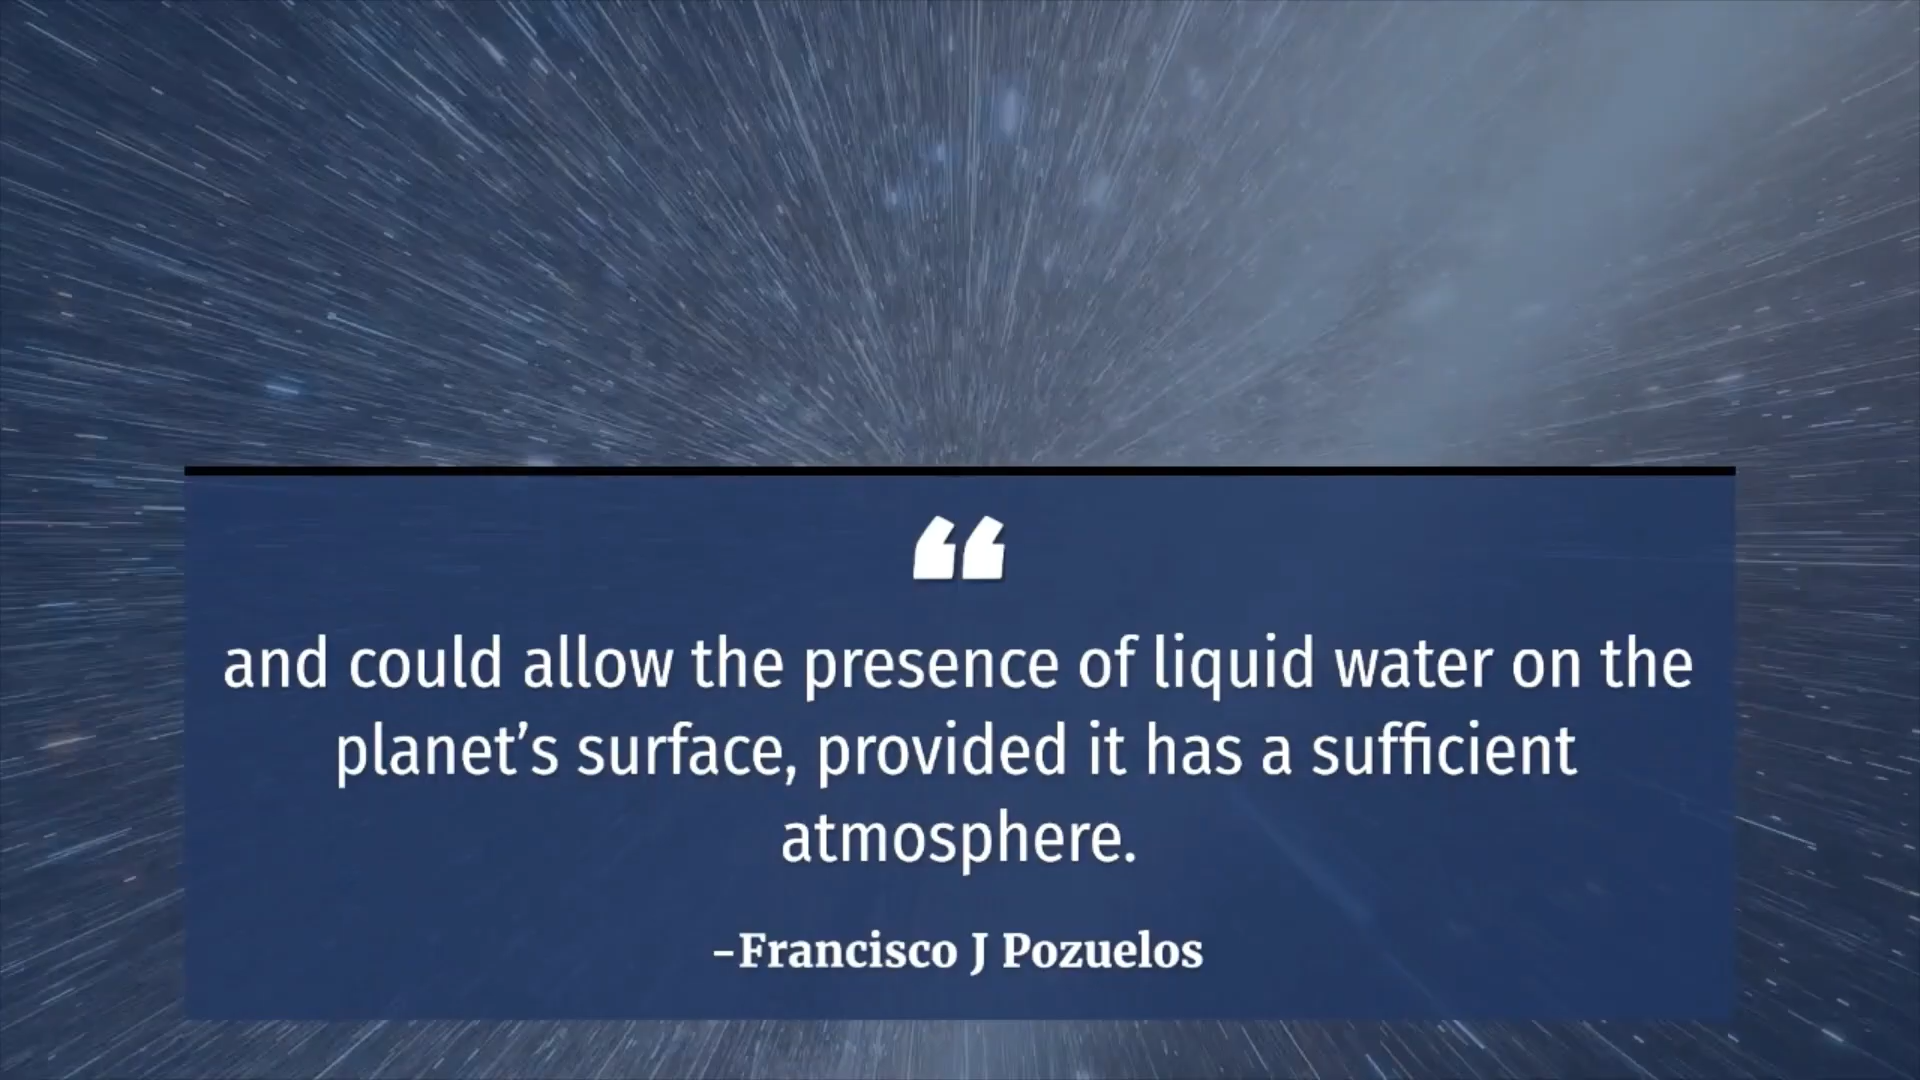 “
and could allow the presence of liquid water on the
planet’s surface, provided it has a sufficient
atmosphere.
–Francisco J Pozuelos